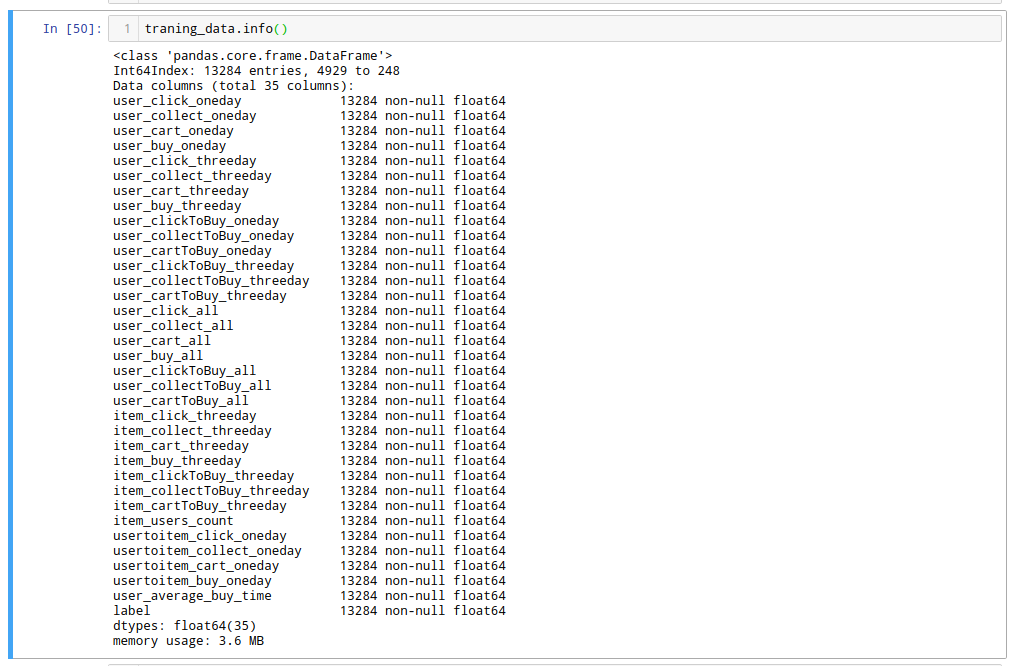 In [50]: 1 traning_data.info()
<class 'pandas.core.frame.DataFrame'>
Int64Index: 13284 entries, 4929 to 248
Data columns (total 35 columns):
user_click_oneday 13284 non-null float64
user_collect_oneday 13284 non-null float64
user_cart_oneday 13284 non-null float64
user_buy_oneday 13284 non-null float64
user_click_threeday 13284 non-null float64
user_collect_threeday 13284 non-null float64
user_cart_threeday 13284 non-null float64
user_buy_threeday 13284 non-null float64
user_clickToBuy_oneday 13284 non-null float64
user_collectToBuy_oneday 13284 non-null float64
user_cartToBuy_oneday 13284 non-null float64
user_clickToBuy_threeday 13284 non-null float64
user_collectToBuy_threeday 13284 non-null float64
user_cartToBuy_threeday 13284 non-null float64
user_click_all 13284 non-null float64
user_collect_all 13284 non-null float64
user_cart_all 13284 non-null float64
user_buy_all 13284 non-null float64
user_clickToBuy_all 13284 non-null float64
user_collectToBuy_all 13284 non-null float64
user_cartToBuy_all 13284 non-null float64
item_click_threeday 13284 non-null float64
item_collect_threeday 13284 non-null float64
item_cart_threeday 13284 non-null float64
item_buy_threeday 13284 non-null float64
item_clickToBuy_threeday 13284 non-null float64
item_collectToBuy_threeday 13284 non-null float64
item_cartToBuy_threeday 13284 non-null float64
item_users_count 13284 non-null float64
usertoitem_click_oneday 13284 non-null float64
usertoitem_collect_oneday 13284 non-null float64
usertoitem_cart_oneday 13284 non-null float64
usertoitem_buy_oneday 13284 non-null float64
user_average_buy_time 13284 non-null float64
label 13284 non-null float64
dtypes: float64(35)
memory usage: 3.6 MB